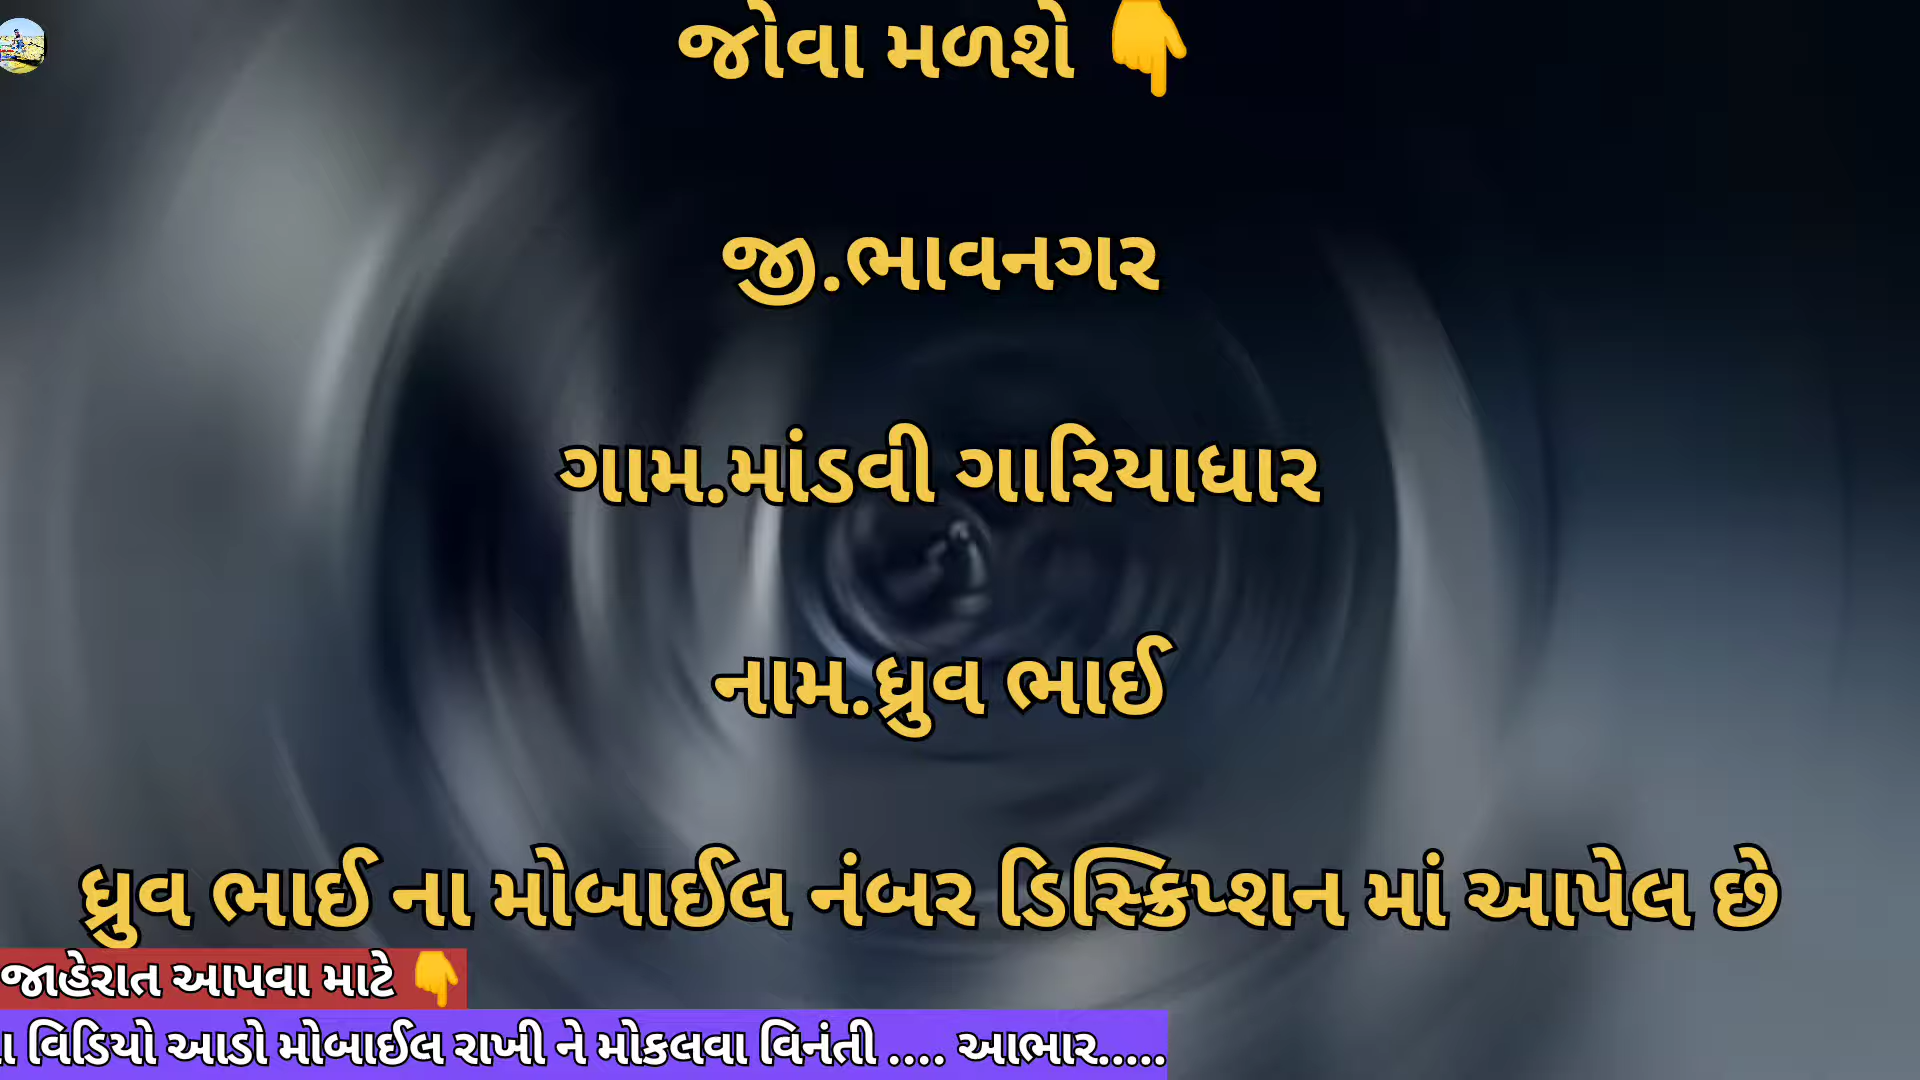 જોવા મળશે 👇
જી.ભાવનગર
ગામ.માંડવી ગારિયાધાર
નામ.ધ્રુવ ભાઈ
ધ્રુવ ભાઈ ના મોબાઈલ નંબર ડિસ્ક્રિપ્શન માં આપેલ છે
જાહેરાત આપવા માટે 👇
વિડિયો આડો મોબાઈલ રાખી ને મોકલવા વિનંતી .... આભાર.....